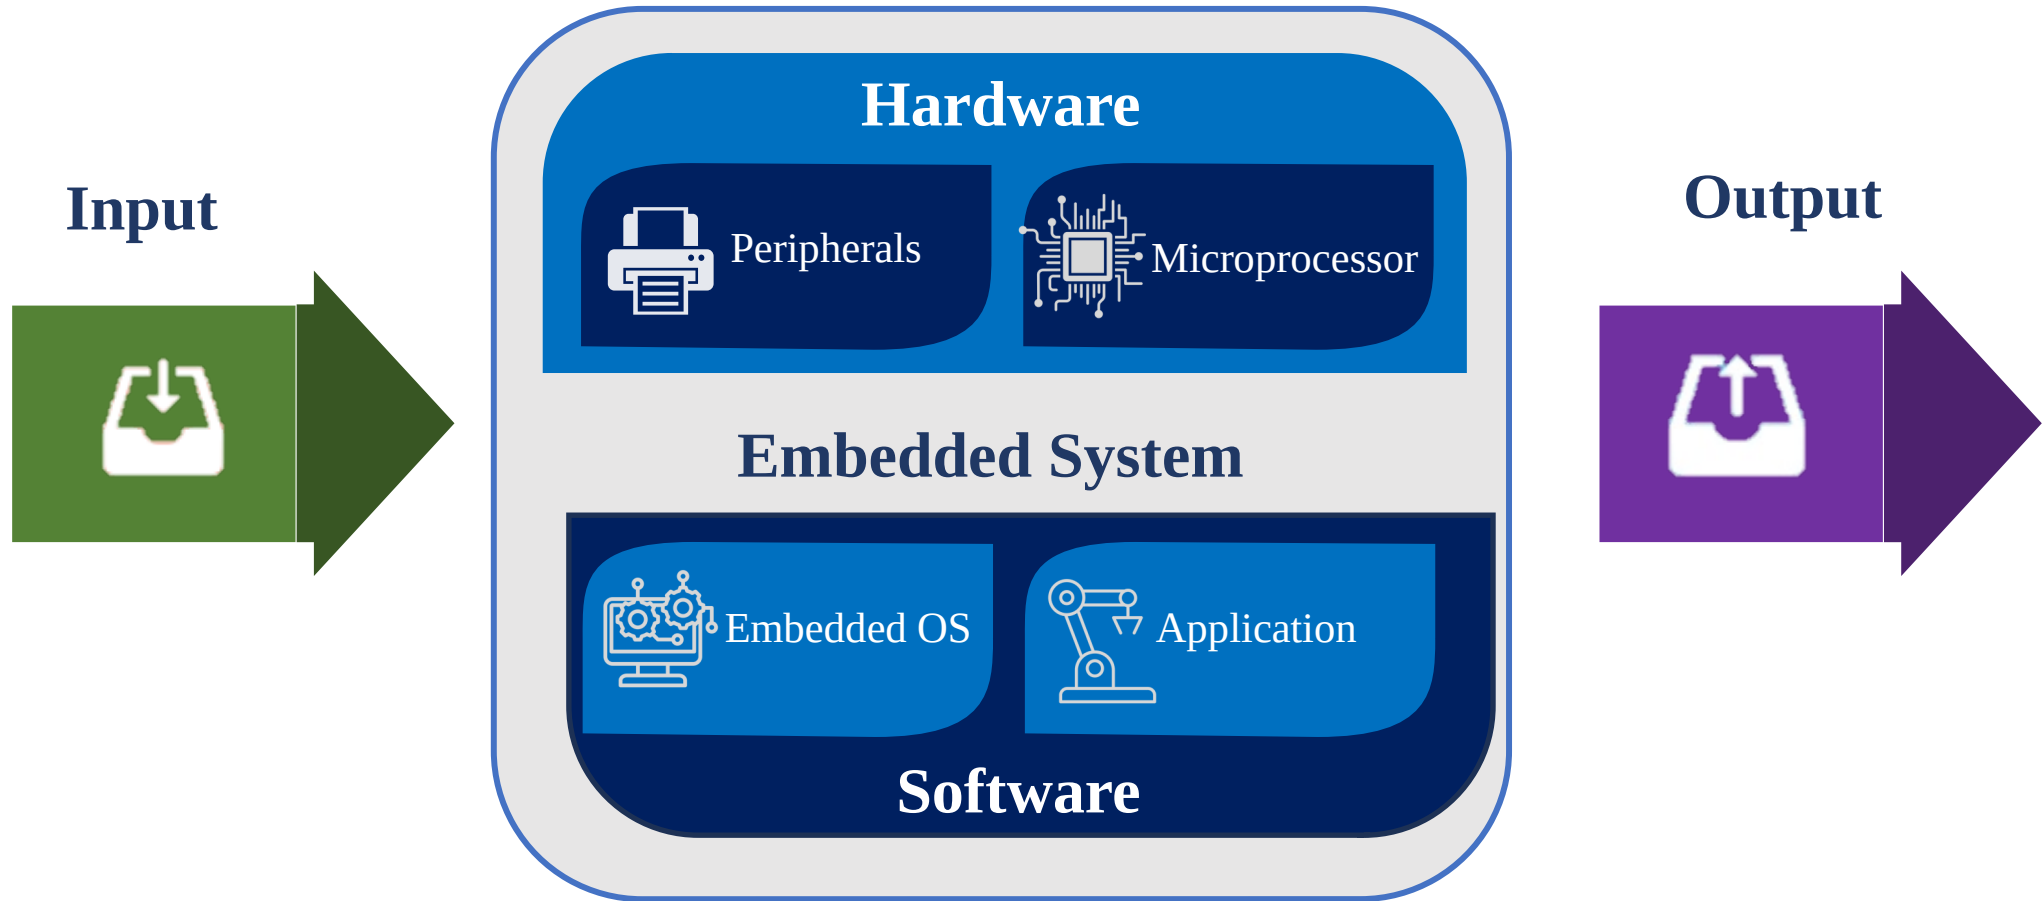 Input
Hardware
Peripherals
Microprocessor
Embedded System
Embedded OS
Application
Software
Output